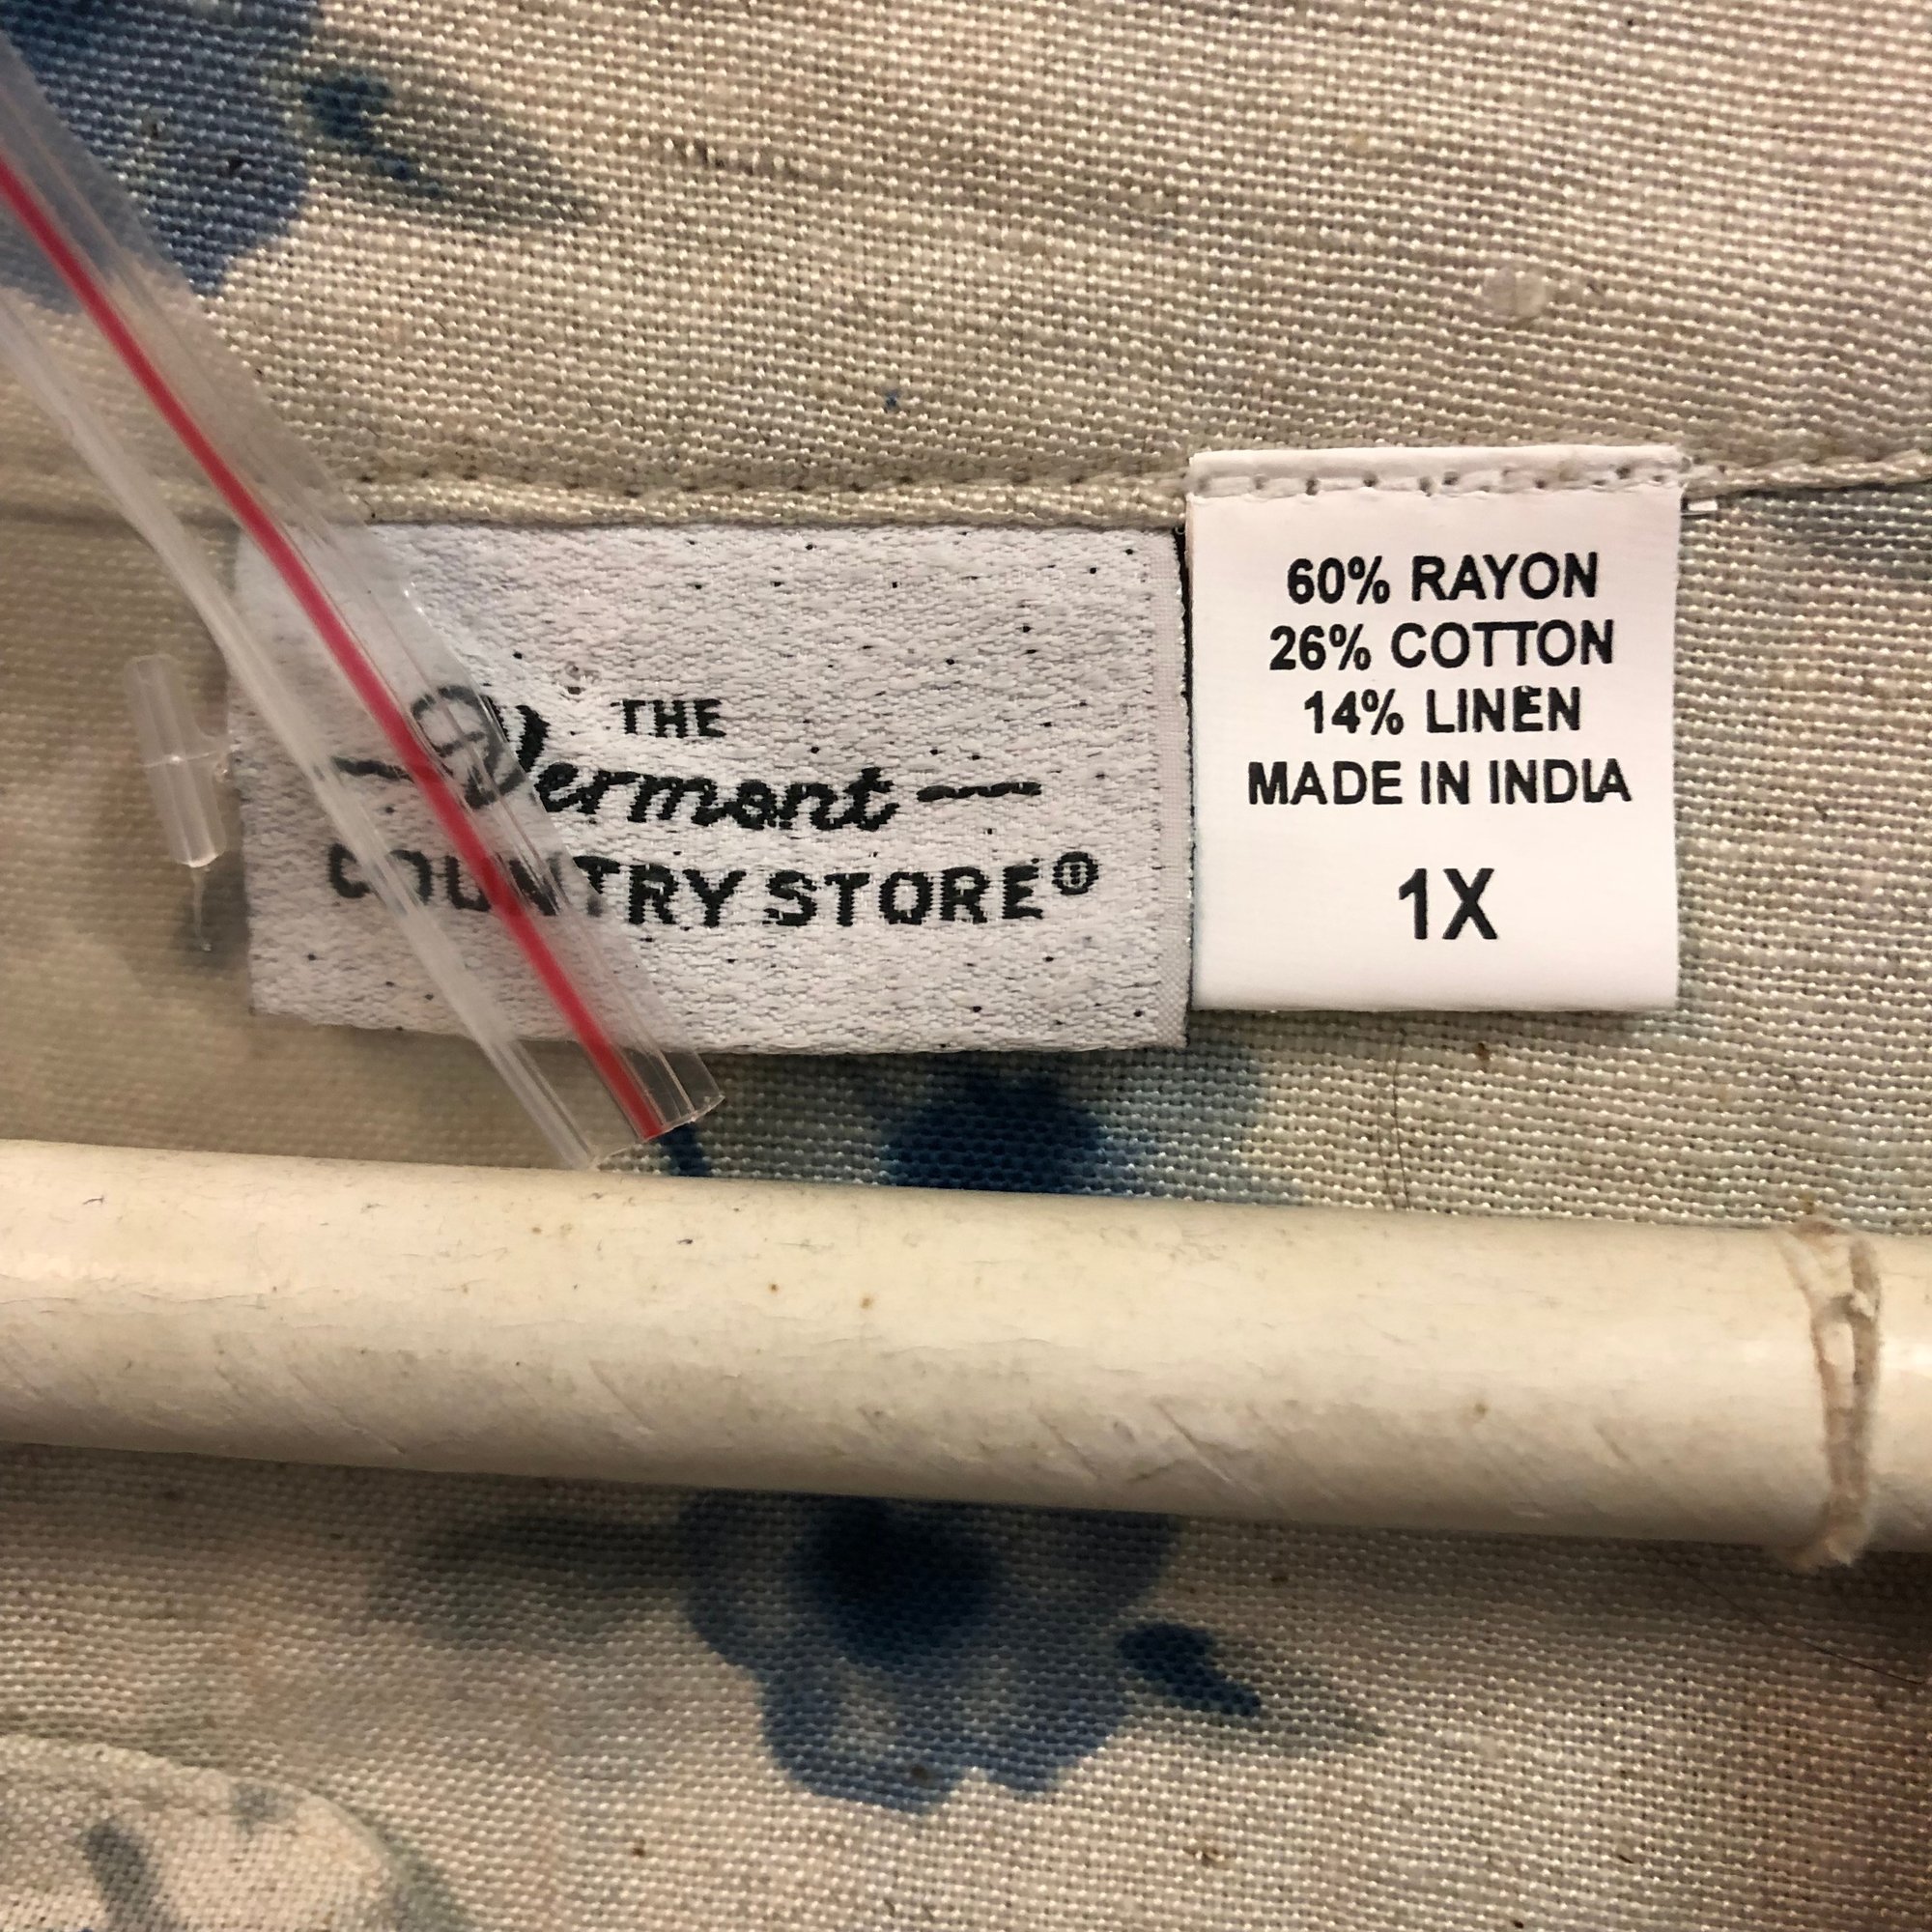 THE
Vermont
COUNTRY STORE®
60% RAYON
26% COTTON
14% LINEN
MADE IN INDIA
1X